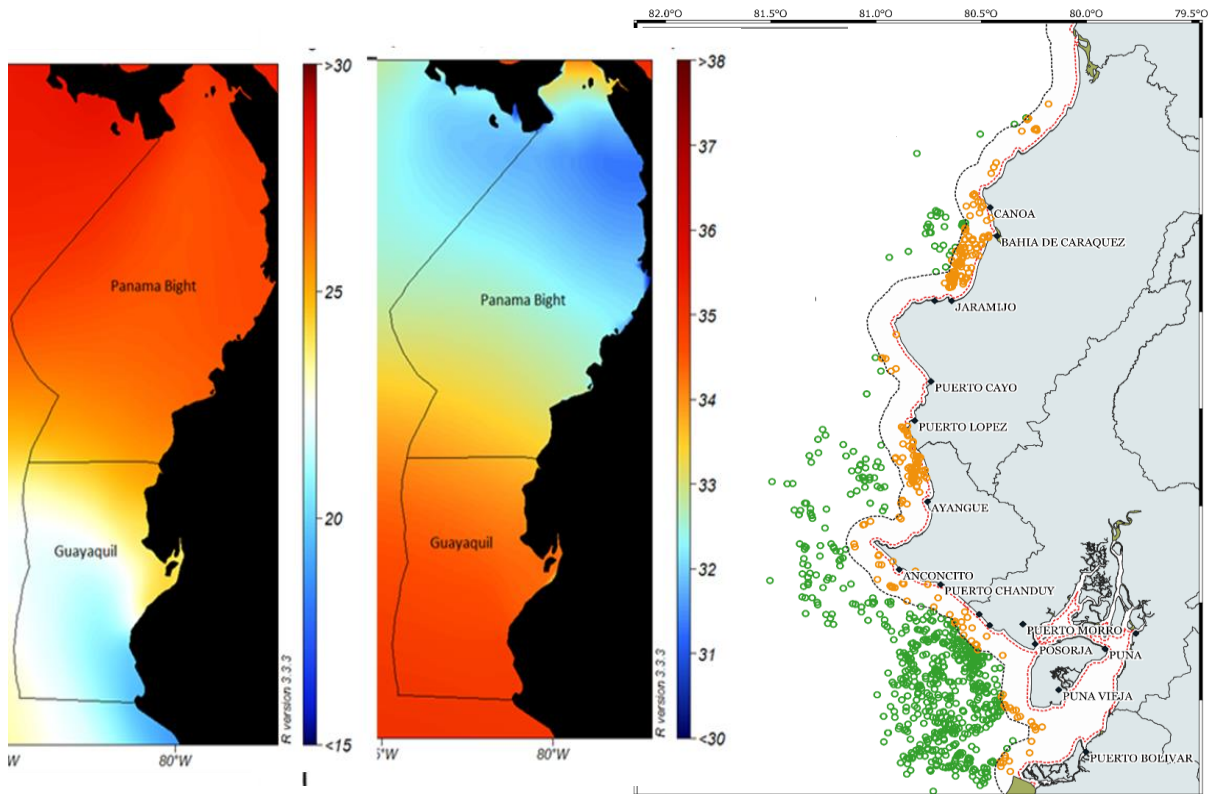 82.0°O 81.5°O 81.0°O 80.5°O 80.0°O 79.5°O
>30
25
20
<15
Panama Bight
Guayaquil
R version 3.3.3
W
80°W
>38
37
36
35
34
33
32
31
<30
Panama Bight
Guayaquil
R version 3.3.3
5°W
80°W
CANOA
BAHIA DE CARAQUEZ
JARAMIJO
PUERTO CAYO
PUERTO LOPEZ
AYANGUE
ANCONCITO
PUERTO CHANDUY
PUERTO MORRO
POSORJA
PUNA
PUNA VIEJA
PUERTO BOLIVAR